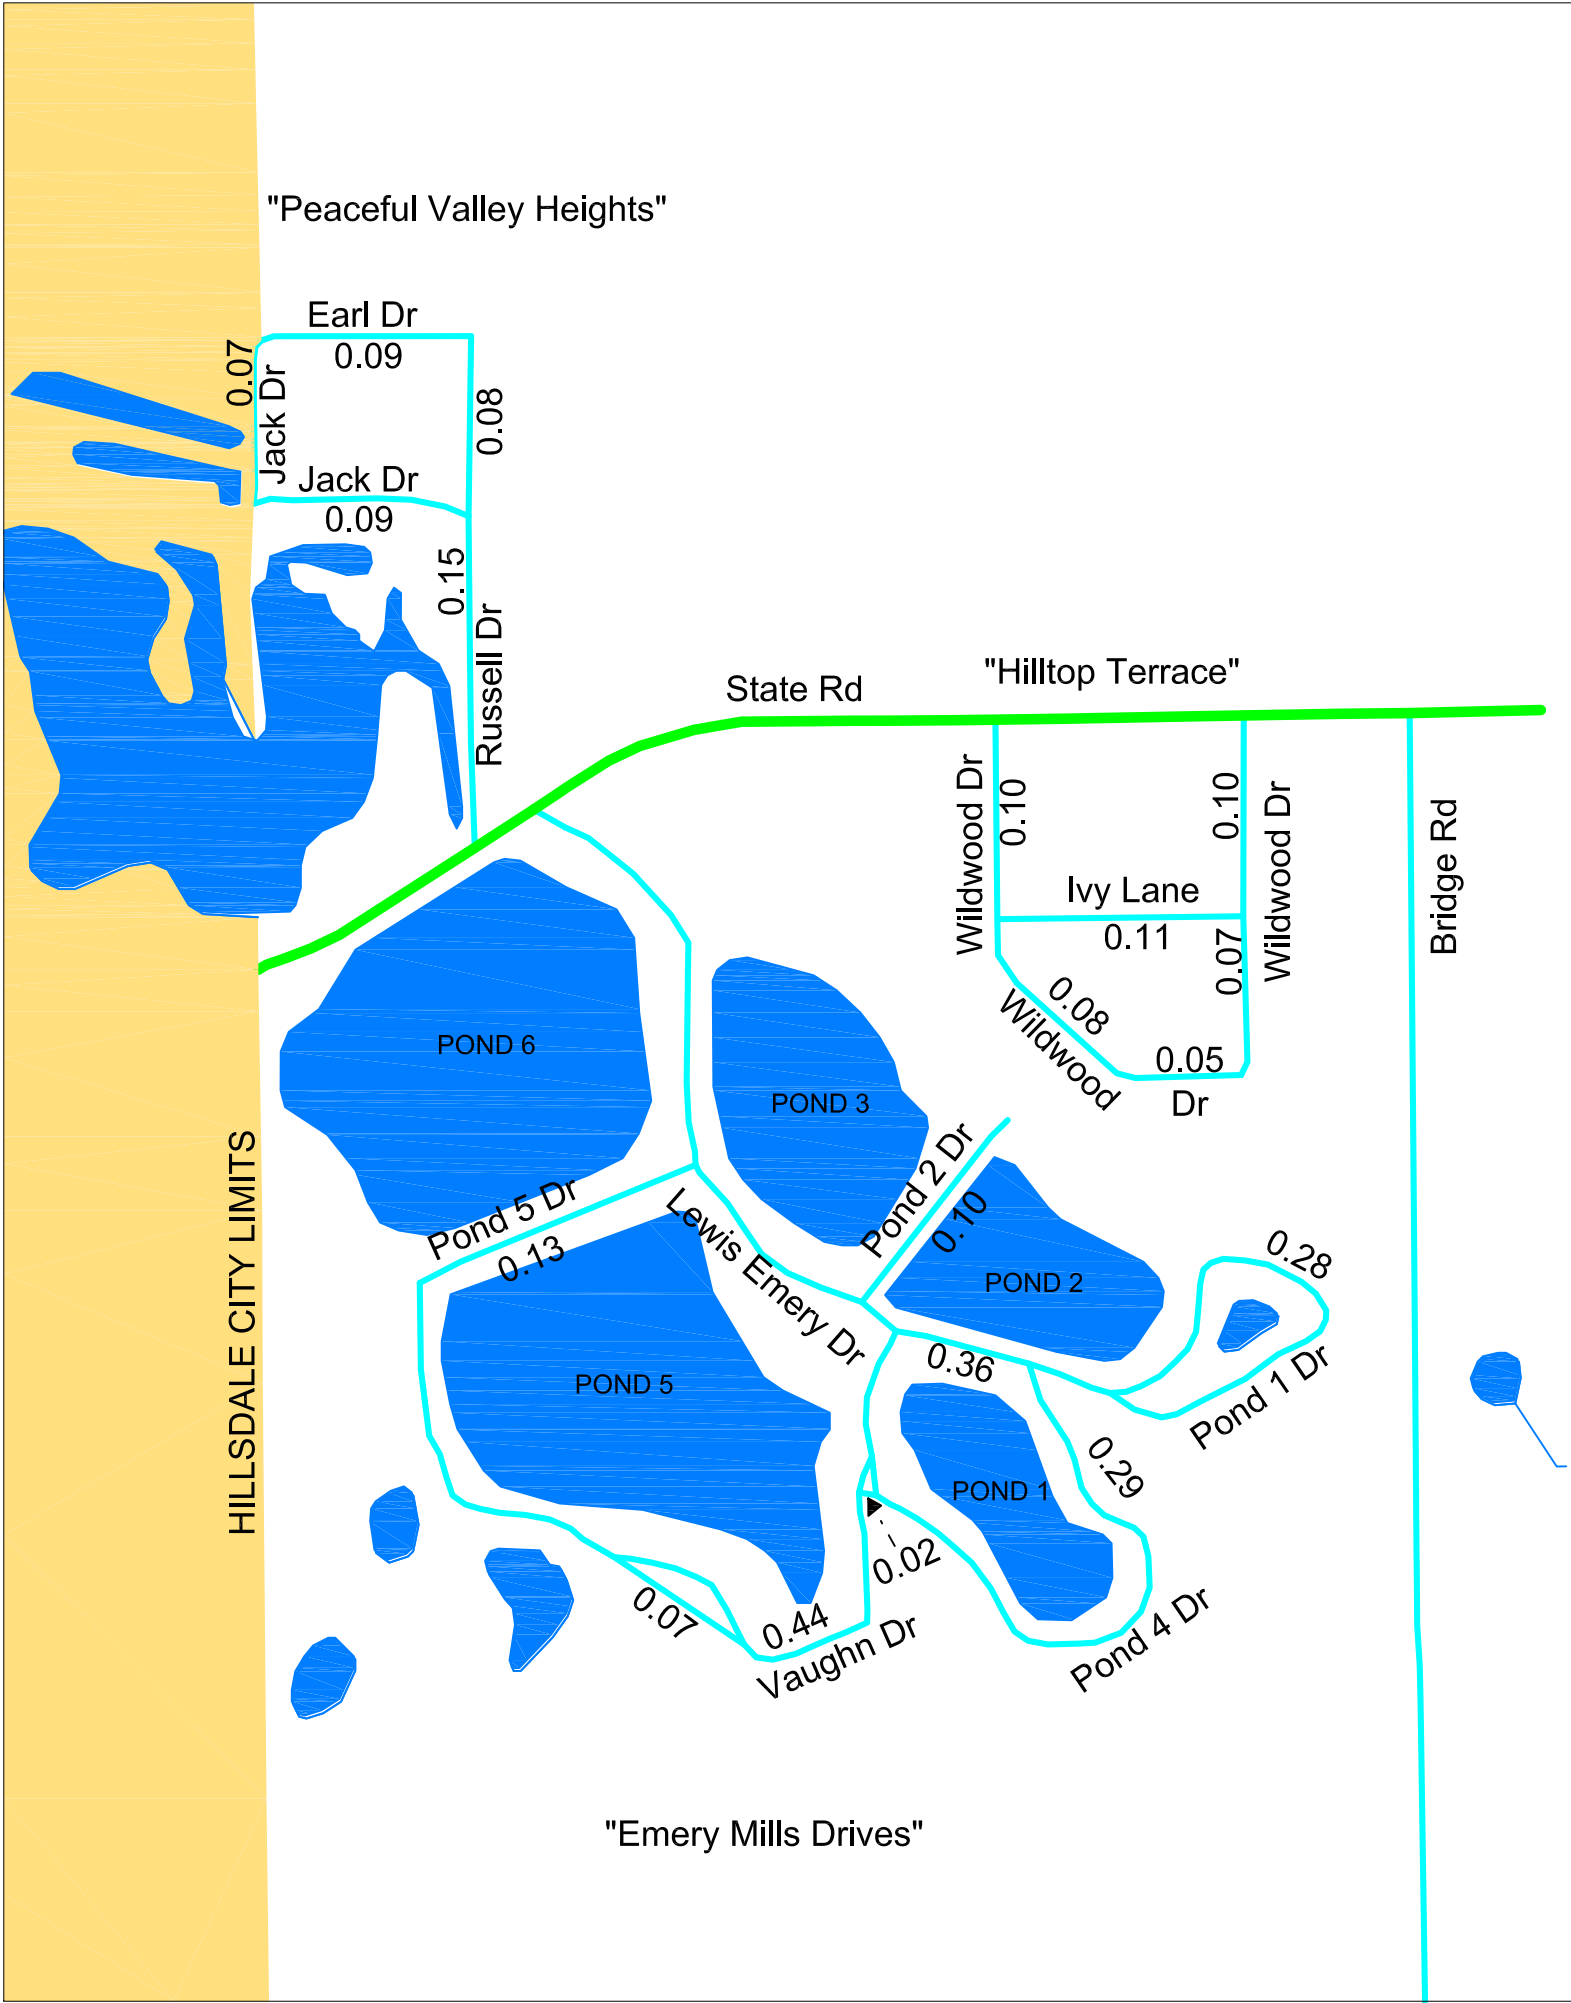 "Peaceful Valley Heights"
Earl Dr
0.09
0.07
Jack Dr
0.08
Jack Dr
0.09
0.15
Russell Dr
"Hilltop Terrace"
State Rd
Wildwood Dr
0.10
0.10
Wildwood Dr
Bridge Rd
Ivy Lane
0.11
0.07
0.08
Wildwood
0.05
Dr
POND 6
POND 3
Pond 2 Dr
0.10
Pond 5 Dr
0.13
Lewis Emery Dr
POND 2
0.28
HILLSDALE CITY LIMITS
POND 5
0.36
Pond 1 Dr
0.29
POND 1
0.02
0.07
0.44
Vaughn Dr
Pond 4 Dr
"Emery Mills Drives"